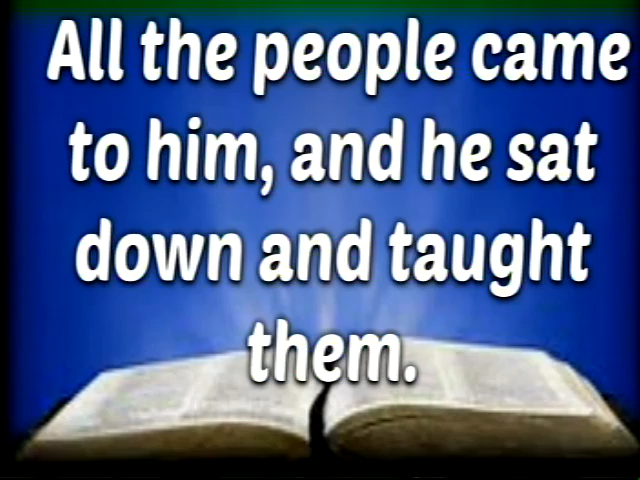 All the people came
to him, and he sat
down and taught
them.